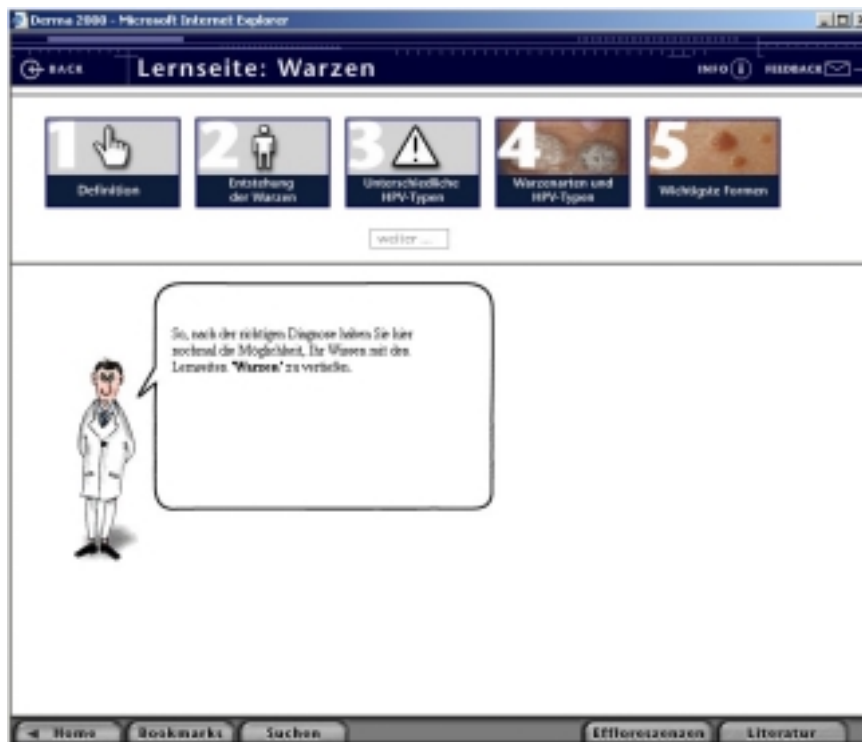 Derma 2000 - Microsoft Internet Explorer
BACK
Lernseite: Warzen
INFO i
FEEDBACK
1
Definition
2
Entstehung
der Warzen
3
Unterschiedliche
HPV-Typen
4
Warzenarten und
HPV-Typen
5
Wichtigste Formen
weiter ...
So, nach der richtigen Diagnose haben Sie hier
nochmal die Möglichkeit, Ihr Wissen mit den
Lernseiten "Warzen" zu vertiefen.
Home
Bookmarks
Suchen
Effloreszenzen
Literatur